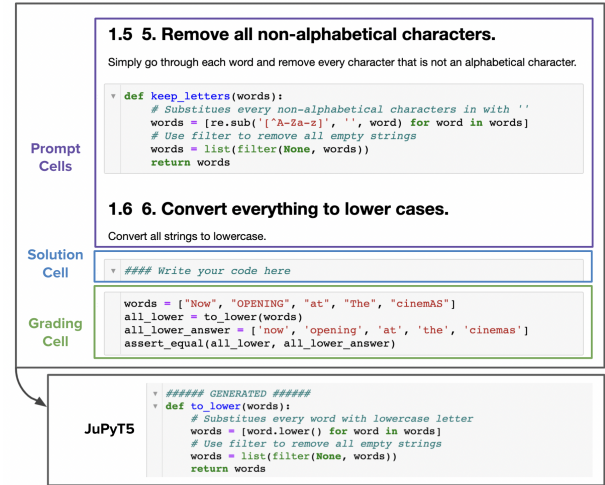 1.5 5. Remove all non-alphabetical characters.
Simply go through each word and remove every character that is not an alphabetical character.
def keep_letters(words):
    # Substitues every non-alphabetical characters in with ''
    words = [re.sub('[^A-Za-z]', '', word) for word in words]
    # Use filter to remove all empty strings
    words = list(filter(None, words))
    return words
Prompt
Cells
1.6 6. Convert everything to lower cases.
Convert all strings to lowercase.
Solution
Cell
#### Write your code here
Grading
Cell
words = ["Now", "OPENING", "at", "The", "cinemAS"]
all_lower = to_lower(words)
all_lower_answer = ['now', 'opening', 'at', 'the', 'cinemas']
assert_equal(all_lower, all_lower_answer)
JuPyT5
###### GENERATED ######
def to_lower(words):
    # Substitues every word with lowercase letter
    words = [word.lower() for word in words]
    # Use filter to remove all empty strings
    words = list(filter(None, words))
    return words